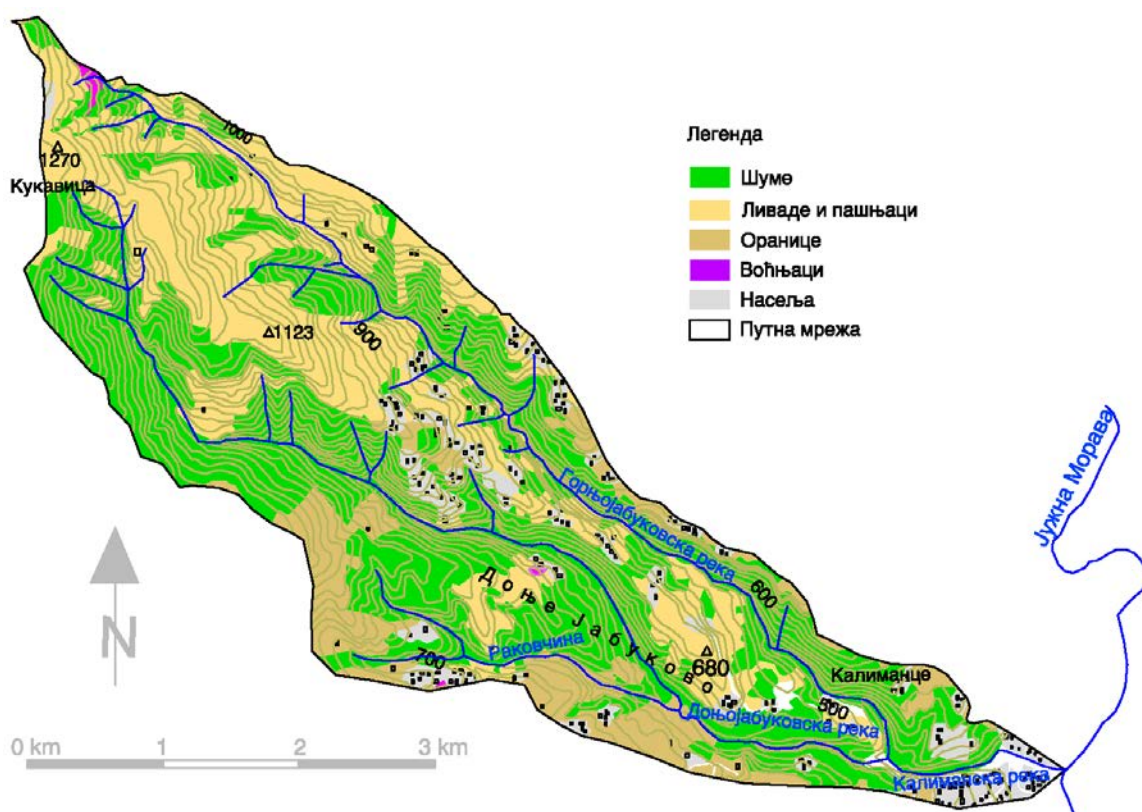 1000
1270
Кукавица
Легенда
Шуме
Ливаде и пашњаци
Оранице
Воћњаци
Насеља
Путна мрежа
1123
900
Јужна Морава
Горњојабуковска река
600
Доње Јабуково
Раковчина
700
680
Калиманце
500
Доњојабуковска река
Калиманска река
N
0 km 1 2 3 km